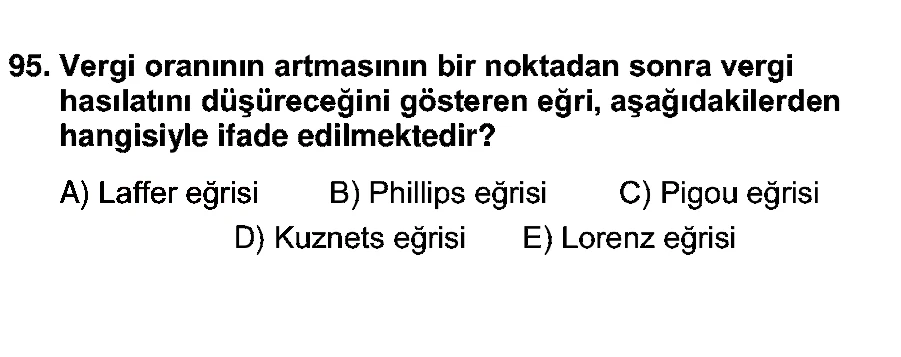 95. Vergi oranının artmasının bir noktadan sonra vergi
hasılatını düşüreceğini gösteren eğri, aşağıdakilerden
hangisiyle ifade edilmektedir?
A) Laffer eğrisi B) Phillips eğrisi C) Pigou eğrisi
D) Kuznets eğrisi E) Lorenz eğrisi